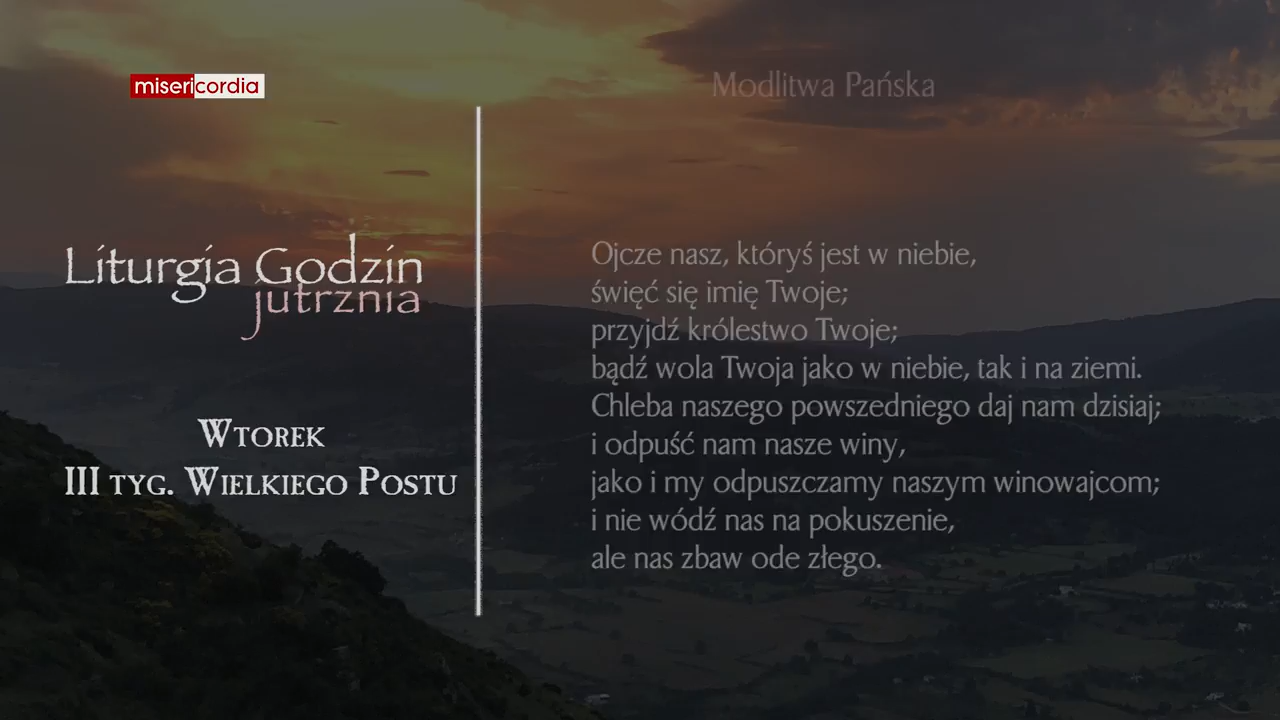 misericordia
Liturgia Godzin
jutrznia
Wtorek
III tyg. Wielkiego Postu
Modlitwa Pańska
Ojcze nasz, któryś jest w niebie,
święć się imię Twoje;
przyjdź królestwo Twoje;
bądź wola Twoja jako w niebie, tak i na ziemi.
Chleba naszego powszedniego daj nam dzisiaj;
i odpuść nam nasze winy,
jako i my odpuszczamy naszym winowajcom;
i nie wódź nas na pokuszenie,
ale nas zbaw ode złego.